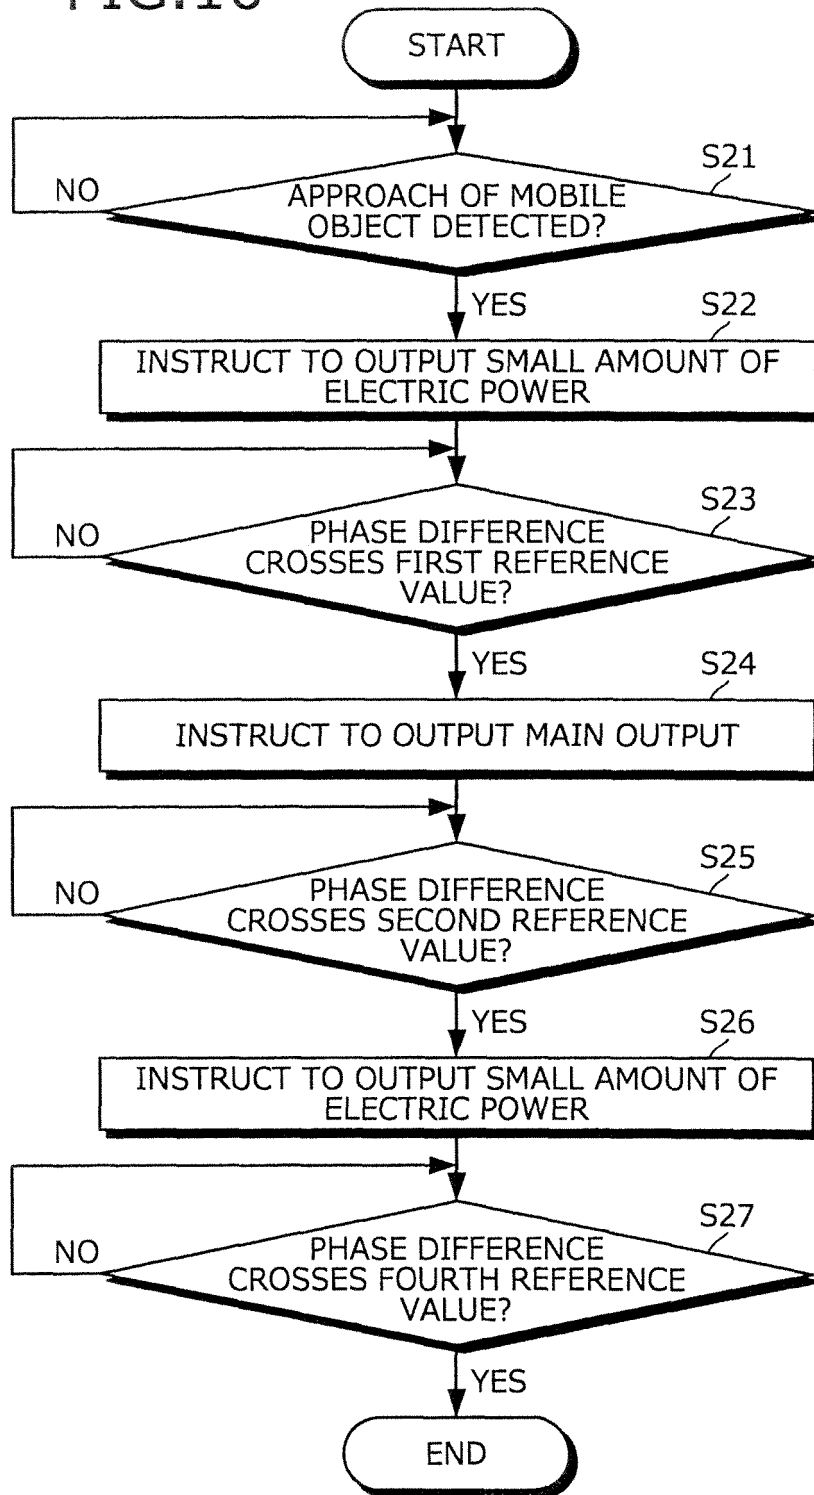 START
S21
APPROACH OF MOBILE
OBJECT DETECTED?
NO
YES
S22
INSTRUCT TO OUTPUT SMALL AMOUNT OF
ELECTRIC POWER
S23
PHASE DIFFERENCE
CROSSES FIRST REFERENCE
VALUE?
NO
YES
S24
INSTRUCT TO OUTPUT MAIN OUTPUT
S25
PHASE DIFFERENCE
CROSSES SECOND REFERENCE
VALUE?
NO
YES
S26
INSTRUCT TO OUTPUT SMALL AMOUNT OF
ELECTRIC POWER
S27
PHASE DIFFERENCE
CROSSES FOURTH REFERENCE
VALUE?
NO
YES
END